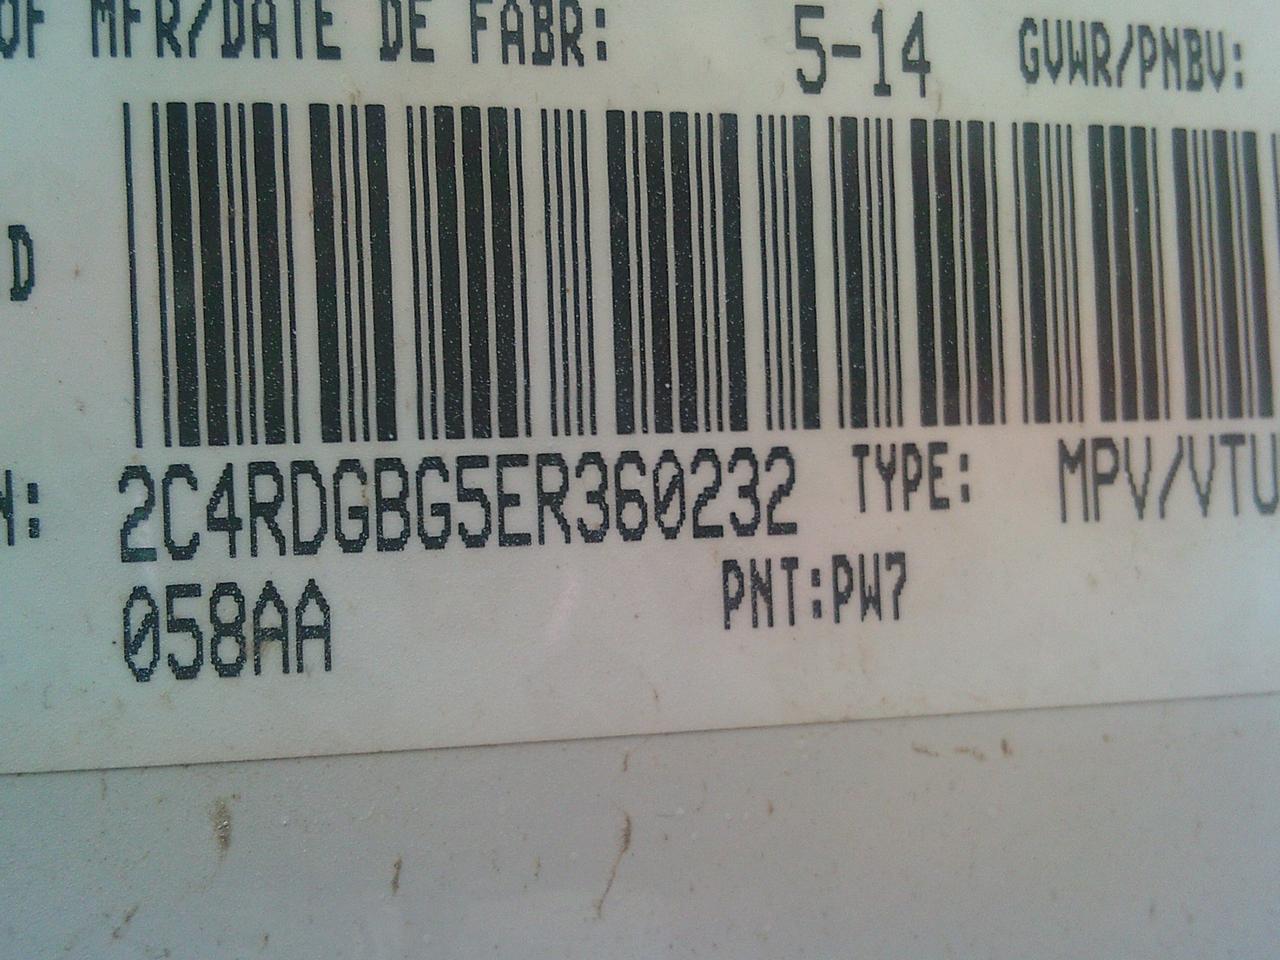 OF MFR/DATE DE FABR: 5-14 GVWR/PNBV:
D
N: 2C4RDGBG5ER360232 TYPE: MPV/VTU
058AA PNT:PW7